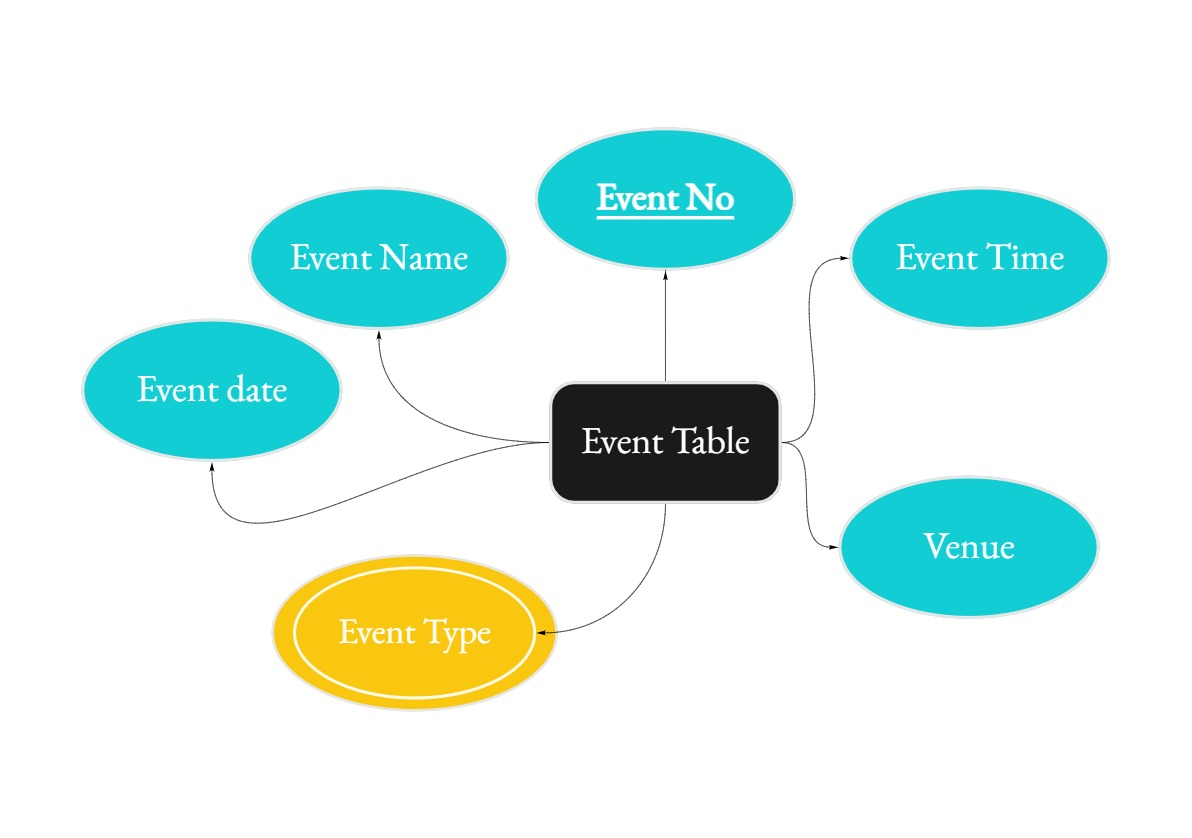 Event No
Event Name
Event Time
Event date
Event Table
Venue
Event Type